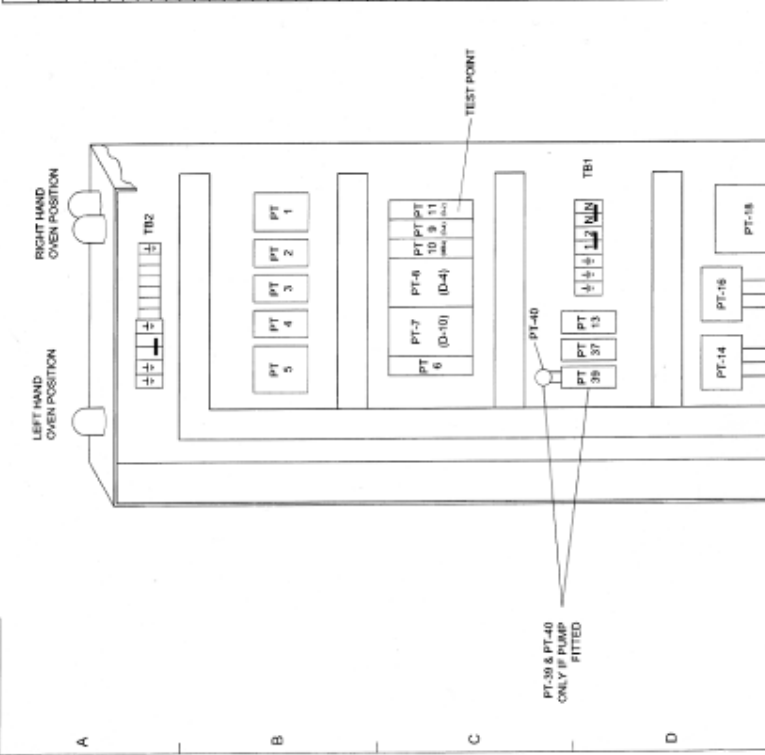 RIGHT HAND
OVEN POSITION
LEFT HAND
OVEN POSITION
TEST POINT
TB2
TB1
PT
1
PT
2
PT
3
PT
4
PT
5
PT
11
PT
9
PT
10
PT-8
(D-4)
PT-7
(D-10)
PT
6
PT-40
1 2 N N
PT
13
PT
37
PT
39
PT-18
PT-16
PT-14
PT-39 & PT-40
ONLY IF PUMP
FITTED
A
B
C
D